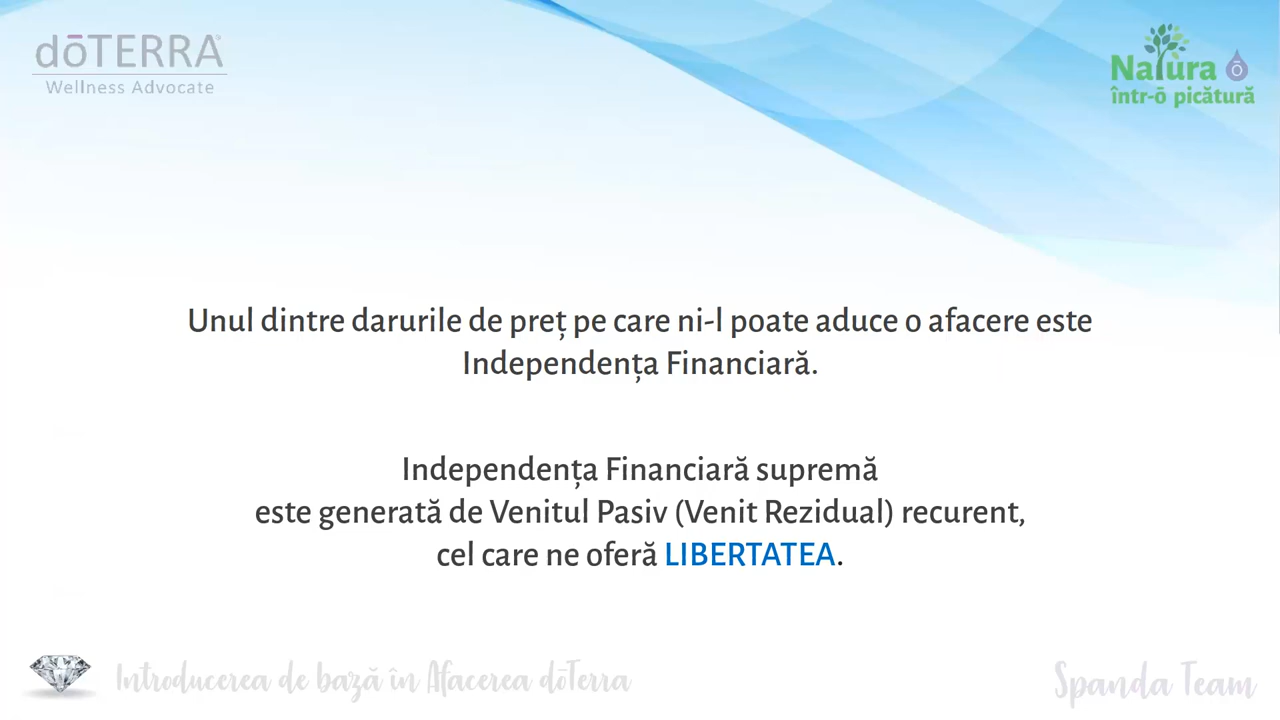 dōTERRA®
Wellness Advocate
Natura ō
într-ō picătură
Unul dintre darurile de preț pe care ni-l poate aduce o afacere este
Independența Financiară.
Independența Financiară supremă
este generată de Venitul Pasiv (Venit Rezidual) recurent,
cel care ne oferă LIBERTATEA.
Introducerea de bază în Afacerea dōTerra
Spanda Team